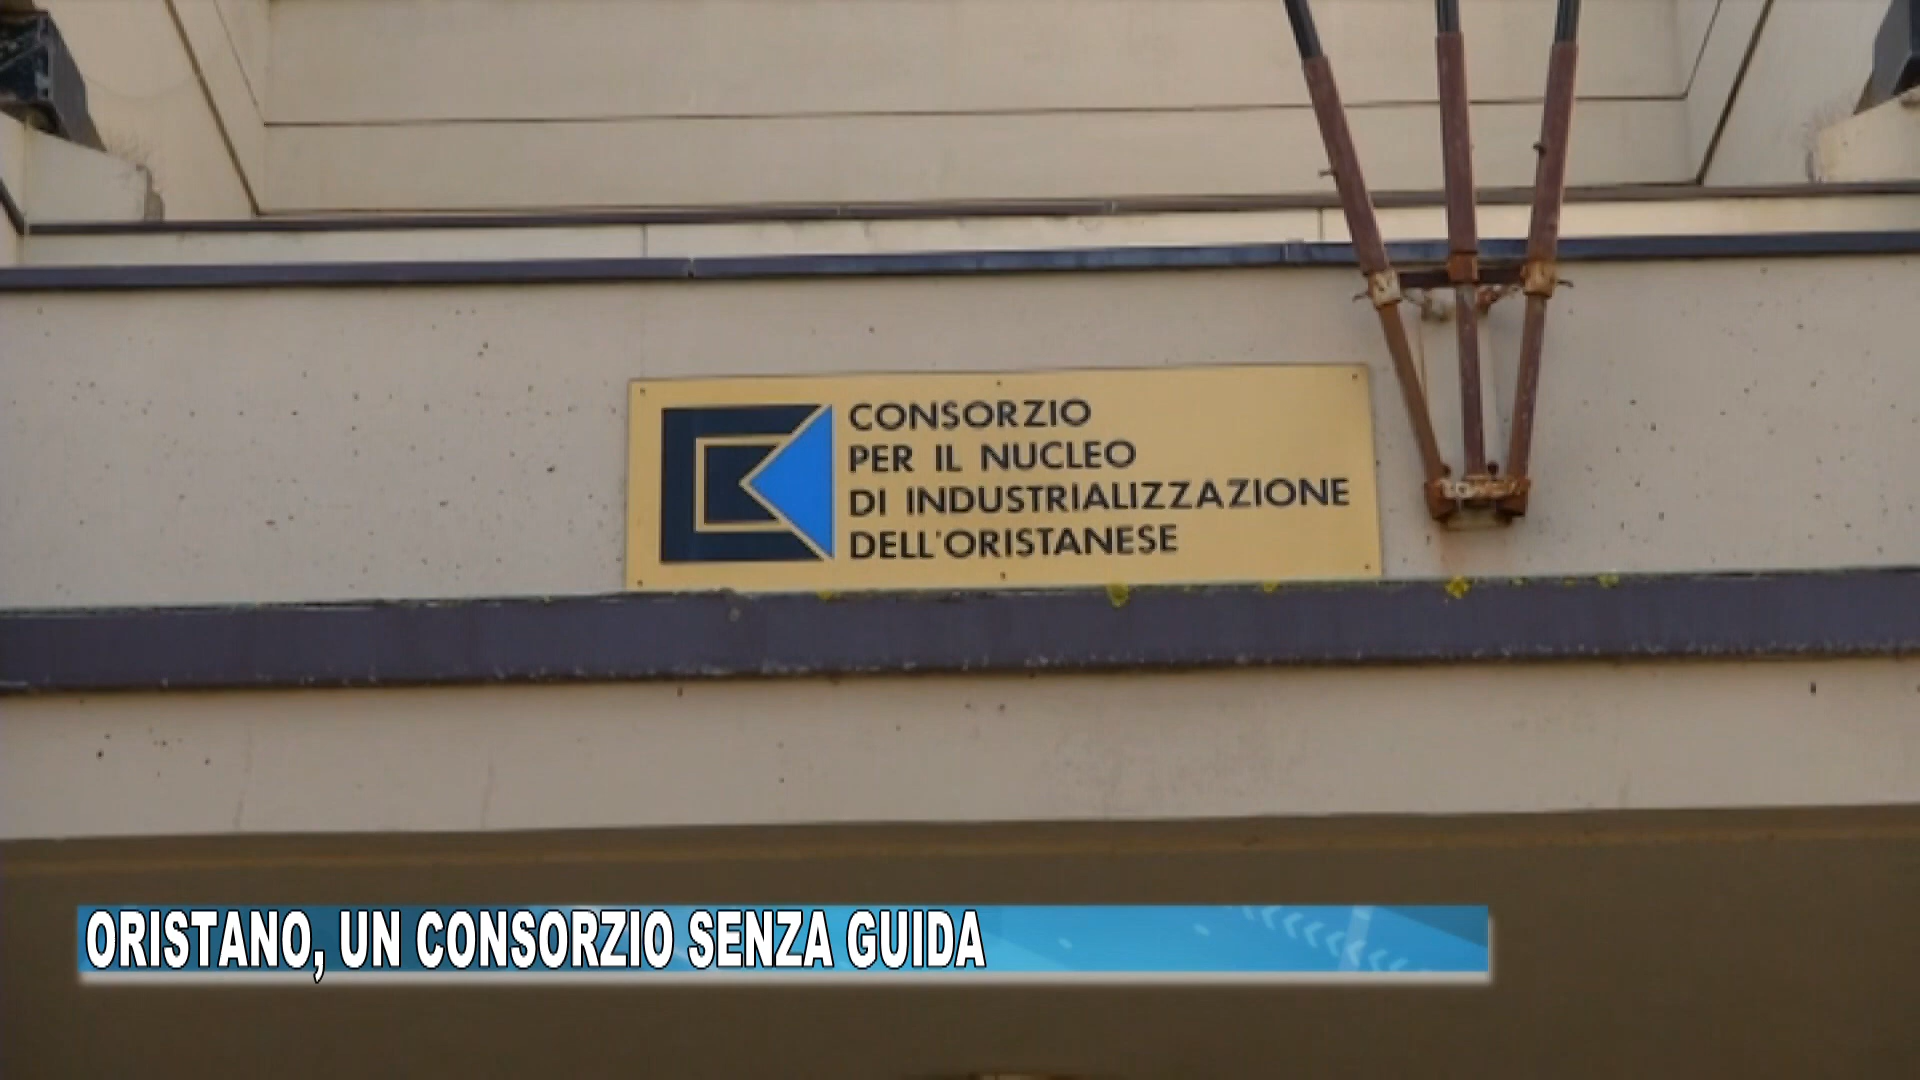 CONSORZIO
PER IL NUCLEO
DI INDUSTRIALIZZAZIONE
DELL'ORISTANESE
ORISTANO, UN CONSORZIO SENZA GUIDA